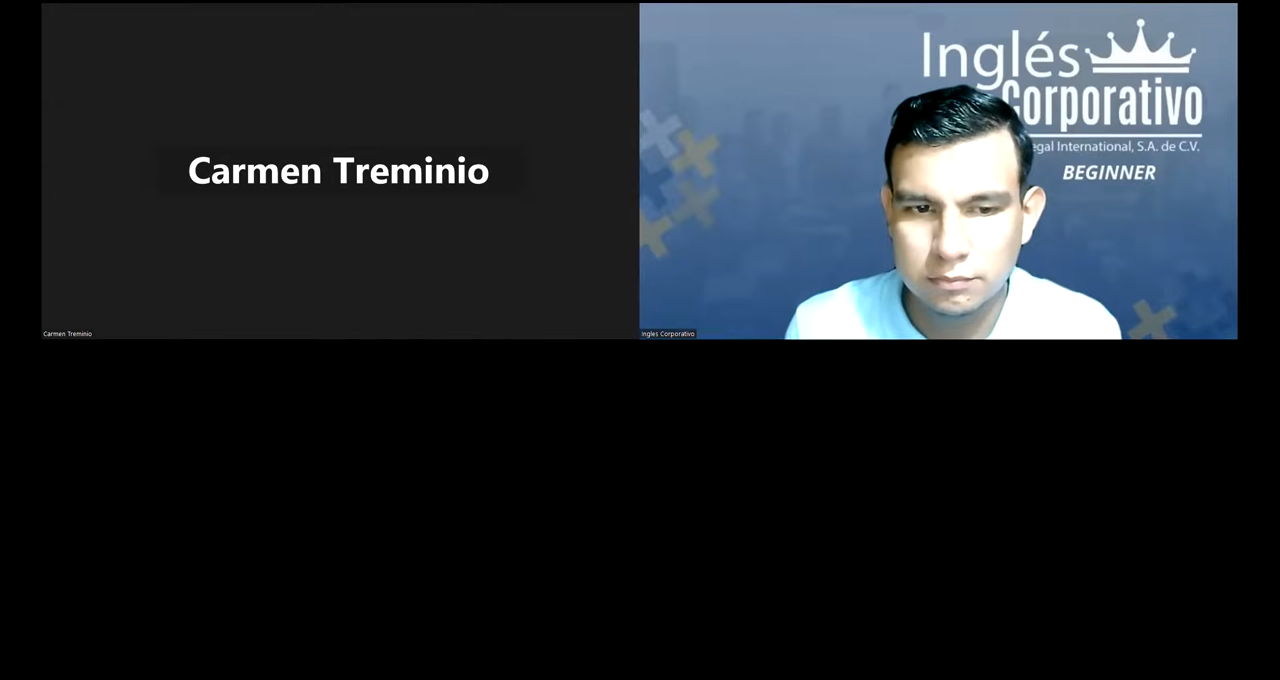 Carmen Treminio
Carmen Treminio
Inglés
Corporativo
egal International, S.A. de C.V.
BEGINNER
Ingles Corporativo